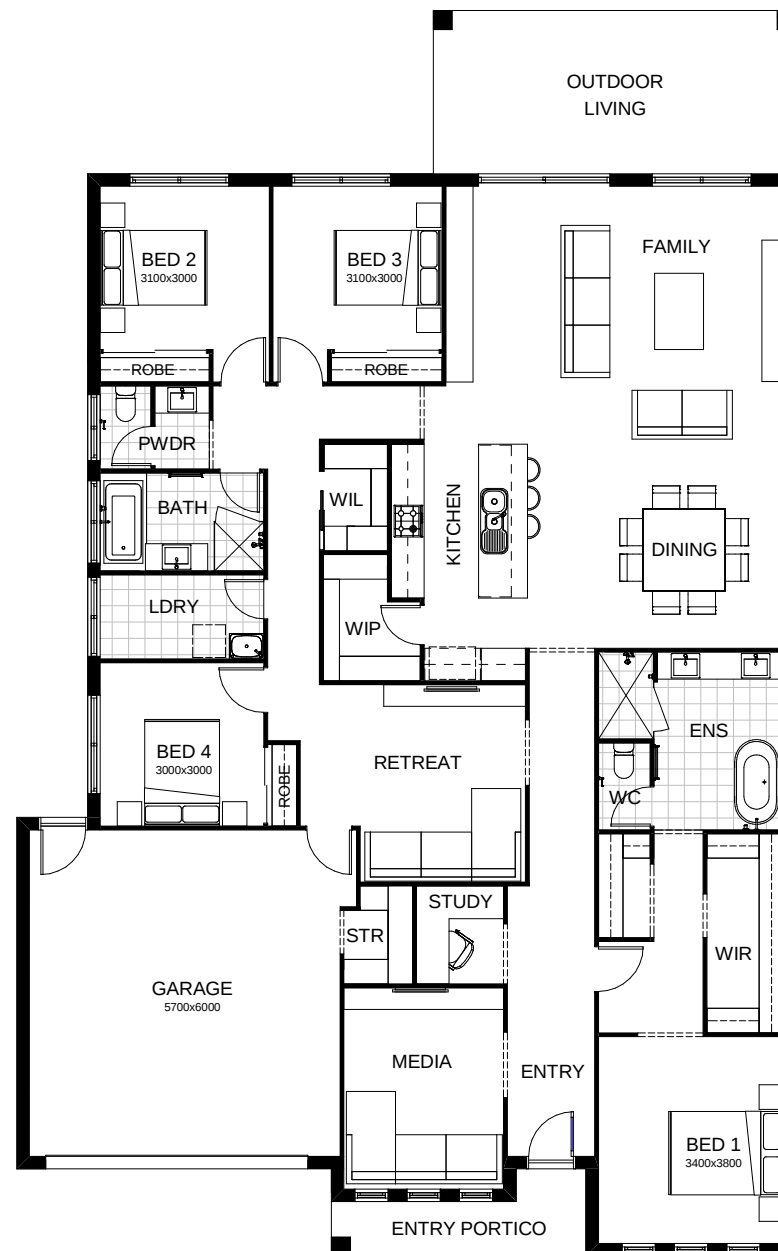 OUTDOOR
LIVING
FAMILY
BED 2
3100x3000
BED 3
3100x3000
ROBE
ROBE
PWDR
WIL
KITCHEN
BATH
DINING
LDRY
WIP
ENS
BED 4
3000x3000
RETREAT
ROBE
WC
STUDY
STR
WIR
GARAGE
5700x6000
MEDIA
ENTRY
BED 1
3400x3800
ENTRY PORTICO